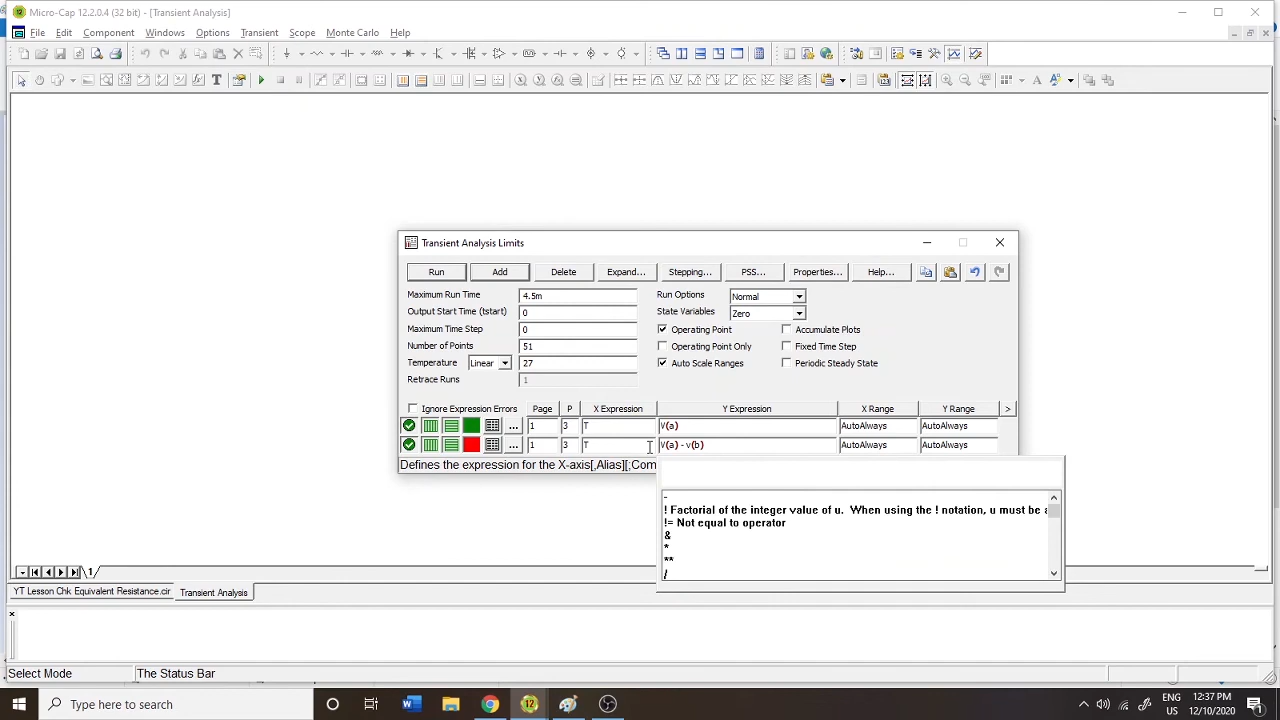 Micro-Cap 12.2.0.4 (32 bit) - [Transient Analysis]
File Edit Component Windows Options Transient Scope Monte Carlo Help
Transient Analysis Limits
Run Add Delete Expand... Stepping... PSS... Properties... Help...
Maximum Run Time 4.5m Run Options Normal
Output Start Time (tstart) 0 State Variables Zero
Maximum Time Step 0 Operating Point Accumulate Plots
Number of Points 51 Operating Point Only Fixed Time Step
Temperature Linear 27 Auto Scale Ranges Periodic Steady State
Retrace Runs 1
Ignore Expression Errors Page P X Expression Y Expression X Range Y Range >
... 1 3 T V(a) AutoAlways AutoAlways
... 1 3 T V(a) - v(b) AutoAlways AutoAlways
Defines the expression for the X-axis[,Alias][;Com
-
! Factorial of the integer value of u. When using the ! notation, u must be a
!= Not equal to operator
&
*
**
/
1
YT Lesson Chk Equivalent Resistance.cir Transient Analysis
Select Mode The Status Bar
Type here to search
ENG 12:37 PM
US 12/10/2020